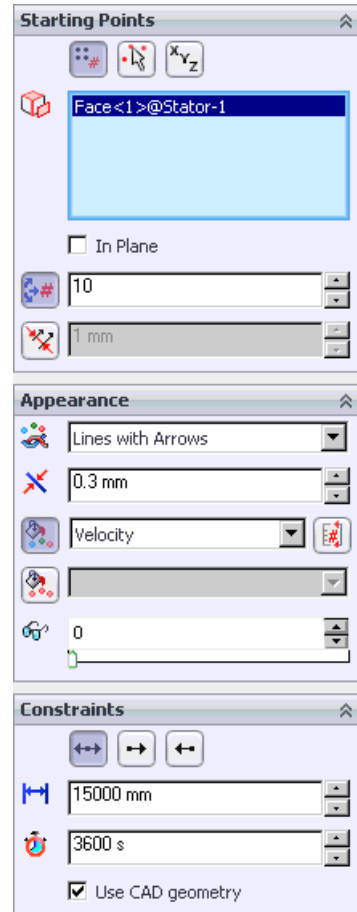 Starting Points
# X Y Z
Face<1>@Stator-1
In Plane
# 10
1 mm
Appearance
Lines with Arrows
0.3 mm
Velocity #
0
Constraints
15000 mm
3600 s
Use CAD geometry